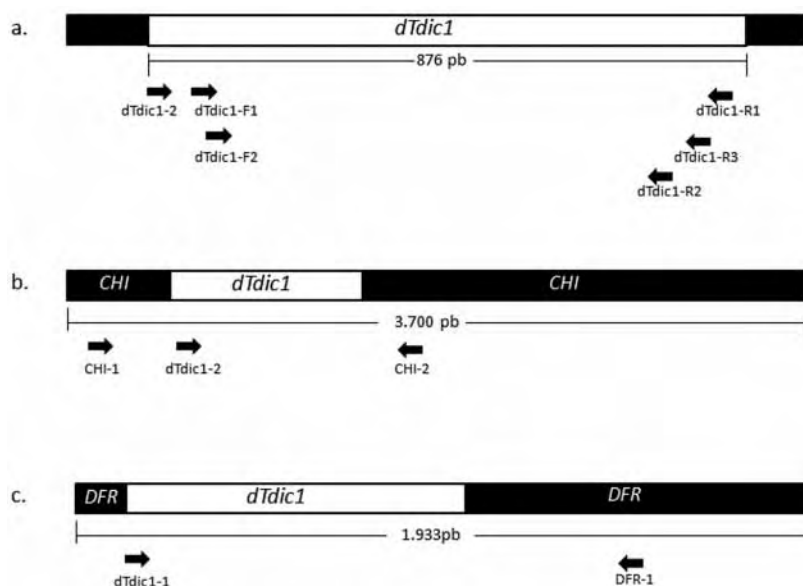 a.
dTdic1
876 pb
dTdic1-2
dTdic1-F1
dTdic1-R1
dTdic1-F2
dTdic1-R3
dTdic1-R2
b.
CHI
dTdic1
CHI
3.700 pb
CHI-1
dTdic1-2
CHI-2
c.
DFR
dTdic1
DFR
1.933pb
dTdic1-1
DFR-1